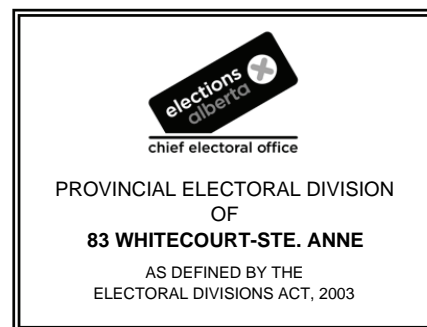 elections
alberta
chief electoral office
PROVINCIAL ELECTORAL DIVISION
OF
83 WHITECOURT-STE. ANNE
AS DEFINED BY THE
ELECTORAL DIVISIONS ACT, 2003